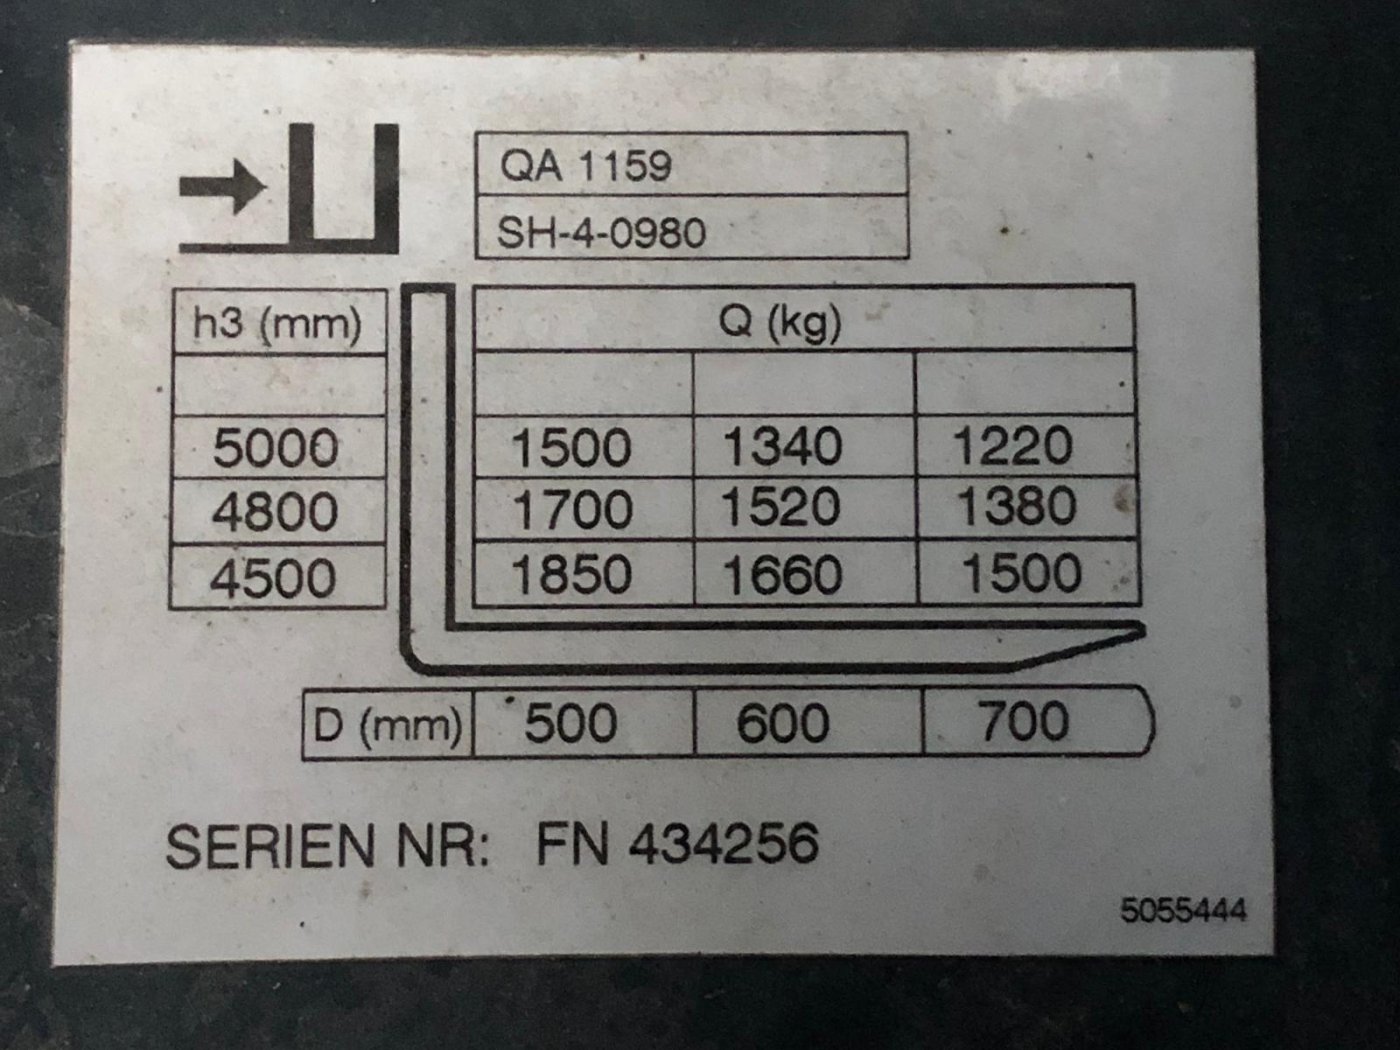 QA 1159
SH-4-0980
h3 (mm) Q (kg)
5000 1500 1340 1220
4800 1700 1520 1380
4500 1850 1660 1500
D (mm) 500 600 700
SERIEN NR: FN 434256
5055444